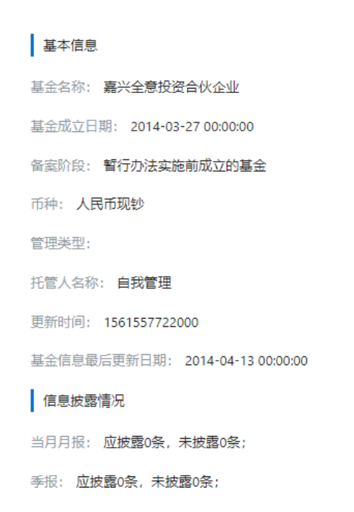 基本信息
基金名称： 嘉兴全意投资合伙企业
基金成立日期： 2014-03-27 00:00:00
备案阶段： 暂行办法实施前成立的基金
币种： 人民币现钞
管理类型：
托管人名称： 自我管理
更新时间： 1561557722000
基金信息最后更新日期： 2014-04-13 00:00:00
信息披露情况
当月月报： 应披露0条，未披露0条；
季报： 应披露0条，未披露0条；